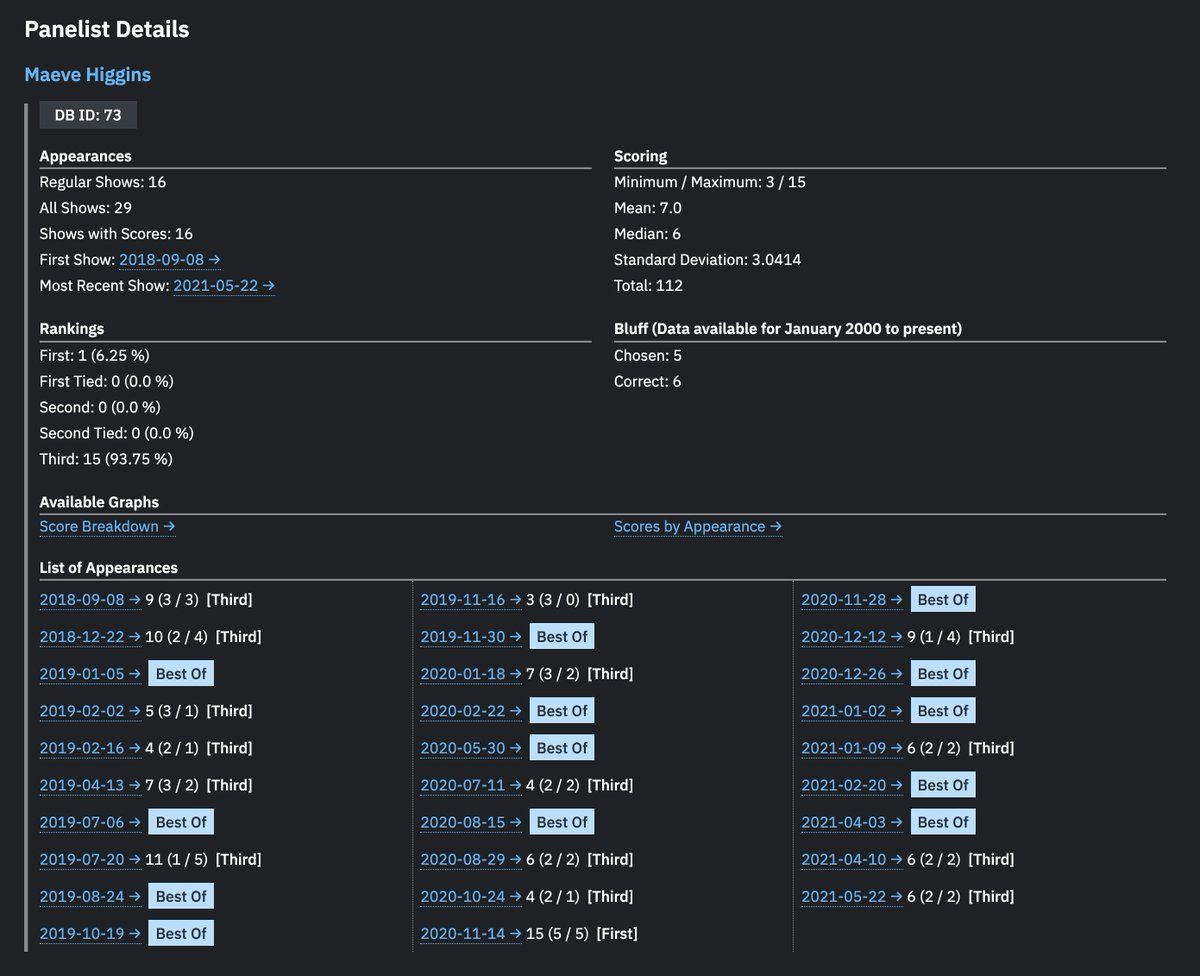 Panelist Details
Maeve Higgins
DB ID: 73
Appearances
Regular Shows: 16
All Shows: 29
Shows with Scores: 16
First Show: 2018-09-08 →
Most Recent Show: 2021-05-22 →
Scoring
Minimum / Maximum: 3 / 15
Mean: 7.0
Median: 6
Standard Deviation: 3.0414
Total: 112
Rankings
First: 1 (6.25 %)
First Tied: 0 (0.0 %)
Second: 0 (0.0 %)
Second Tied: 0 (0.0 %)
Third: 15 (93.75 %)
Bluff (Data available for January 2000 to present)
Chosen: 5
Correct: 6
Available Graphs
Score Breakdown →
Scores by Appearance →
List of Appearances
2018-09-08 → 9 (3 / 3) [Third]
2018-12-22 → 10 (2 / 4) [Third]
2019-01-05 → Best Of
2019-02-02 → 5 (3 / 1) [Third]
2019-02-16 → 4 (2 / 1) [Third]
2019-04-13 → 7 (3 / 2) [Third]
2019-07-06 → Best Of
2019-07-20 → 11 (1 / 5) [Third]
2019-08-24 → Best Of
2019-10-19 → Best Of
2019-11-16 → 3 (3 / 0) [Third]
2019-11-30 → Best Of
2020-01-18 → 7 (3 / 2) [Third]
2020-02-22 → Best Of
2020-05-30 → Best Of
2020-07-11 → 4 (2 / 2) [Third]
2020-08-15 → Best Of
2020-08-29 → 6 (2 / 2) [Third]
2020-10-24 → 4 (2 / 1) [Third]
2020-11-14 → 15 (5 / 5) [First]
2020-11-28 → Best Of
2020-12-12 → 9 (1 / 4) [Third]
2020-12-26 → Best Of
2021-01-02 → Best Of
2021-01-09 → 6 (2 / 2) [Third]
2021-02-20 → Best Of
2021-04-03 → Best Of
2021-04-10 → 6 (2 / 2) [Third]
2021-05-22 → 6 (2 / 2) [Third]